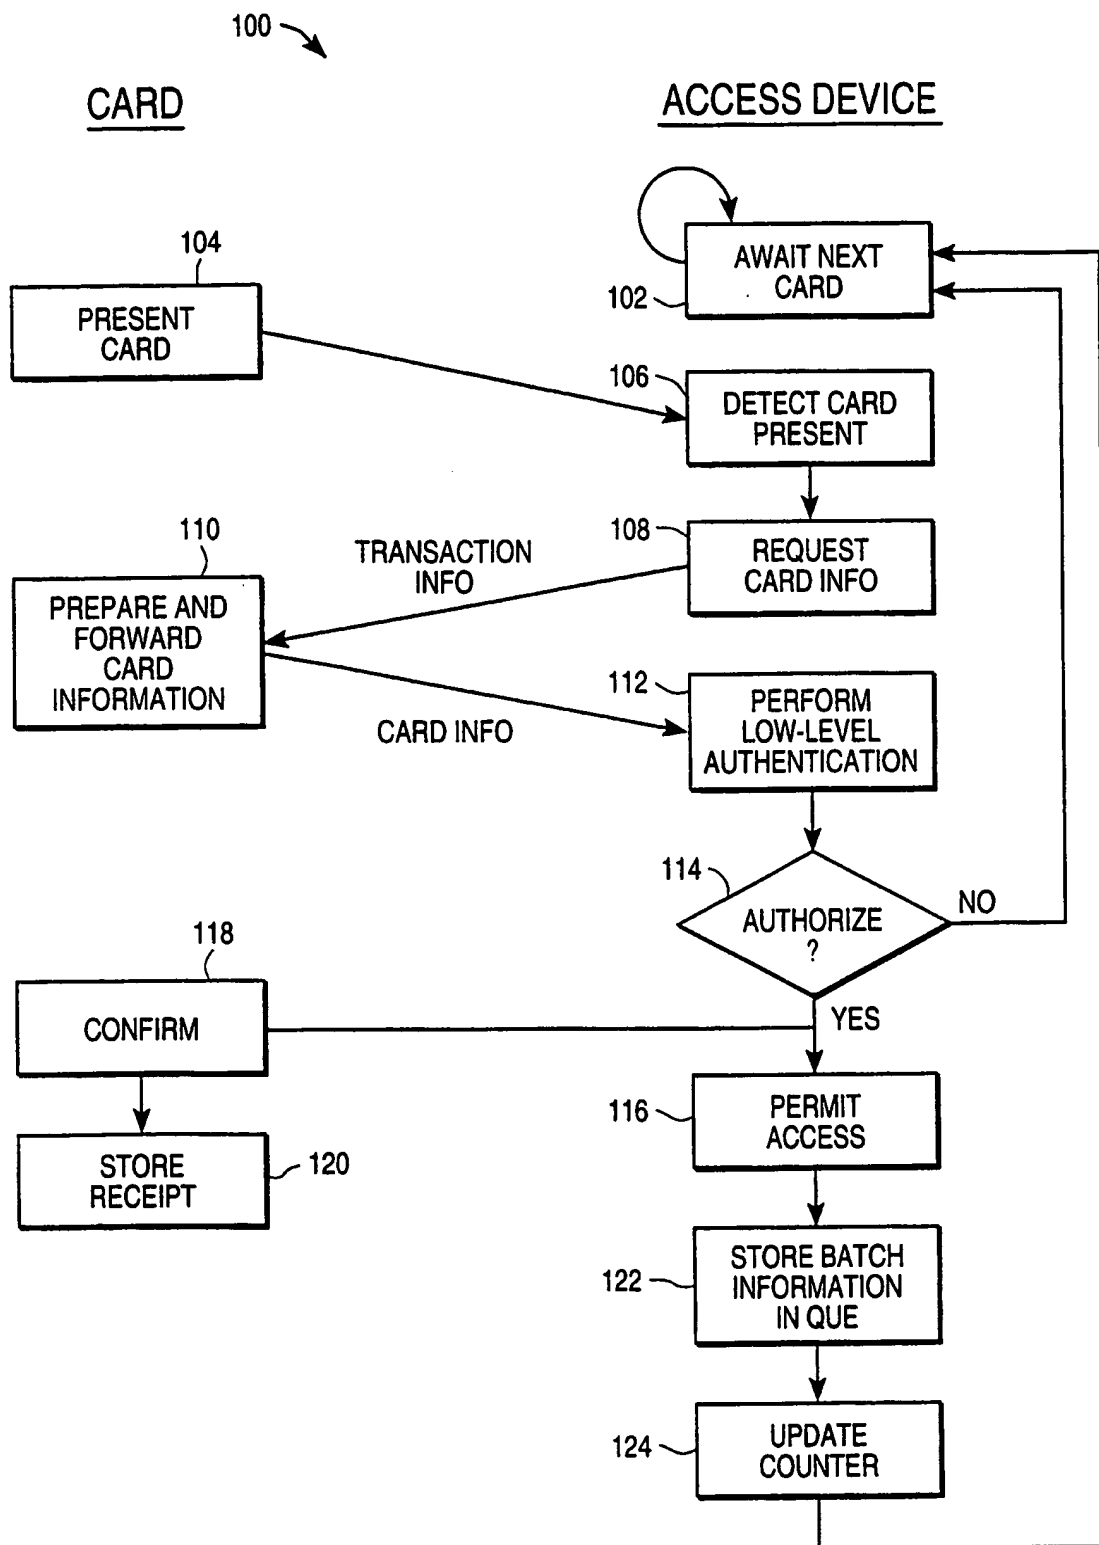 100
CARD
ACCESS DEVICE
104
PRESENT
CARD
AWAIT NEXT
CARD
102
106
DETECT CARD
PRESENT
110
PREPARE AND
FORWARD
CARD
INFORMATION
TRANSACTION
INFO
108
REQUEST
CARD INFO
CARD INFO
112
PERFORM
LOW-LEVEL
AUTHENTICATION
114
AUTHORIZE
?
NO
YES
118
CONFIRM
116
PERMIT
ACCESS
STORE
RECEIPT
120
122
STORE BATCH
INFORMATION
IN QUE
124
UPDATE
COUNTER